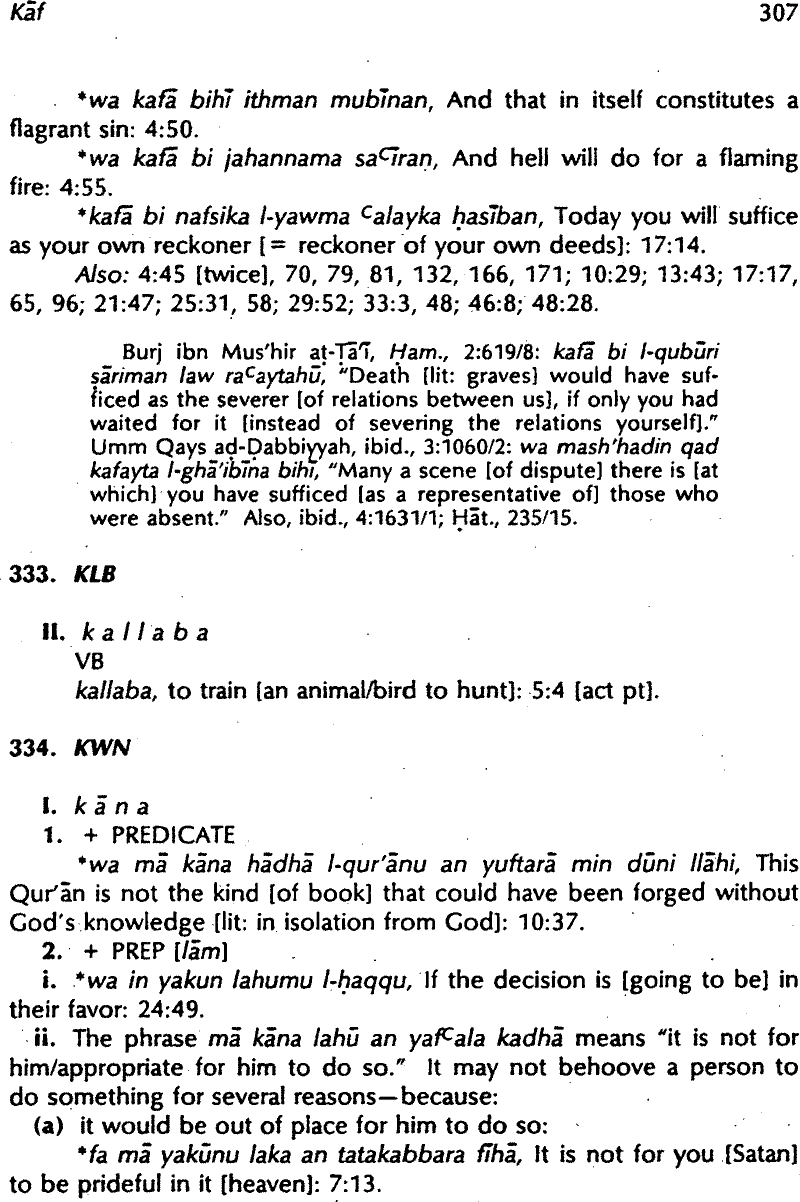 Kāf 307
*wa kafā bihī ithman mubīnan, And that in itself constitutes a
flagrant sin: 4:50.
*wa kafā bi jahannama saᶜīran, And hell will do for a flaming
fire: 4:55.
*kafā bi nafsika l-yawma ᶜalayka ḥasīban, Today you will suffice
as your own reckoner [= reckoner of your own deeds]: 17:14.
Also: 4:45 [twice], 70, 79, 81, 132, 166, 171; 10:29; 13:43; 17:17,
65, 96; 21:47; 25:31, 58; 29:52; 33:3, 48; 46:8; 48:28.
Burj ibn Mus'hir aṭ-Ṭā'ī, Ḥam., 2:619/8: kafā bi l-qubūri
ṣāriman law raᶜaytahū, "Death [lit: graves] would have suf-
ficed as the severer [of relations between us], if only you had
waited for it [instead of severing the relations yourself]."
Umm Qays aḍ-Ḍabbiyyah, ibid., 3:1060/2: wa mash'hadin qad
kafayta l-ghā'ibīna bihī, "Many a scene [of dispute] there is [at
which] you have sufficed [as a representative of] those who
were absent." Also, ibid., 4:1631/1; Ḥāt., 235/15.
333. KLB
II. k a l l a b a
VB
kallaba, to train [an animal/bird to hunt]: 5:4 [act pt].
334. KWN
I. k ā n a
1. + PREDICATE
*wa mā kāna hādhā l-qur'ānu an yuftarā min dūni llāhi, This
Qur'ān is not the kind [of book] that could have been forged without
God's knowledge [lit: in isolation from God]: 10:37.
2. + PREP [lām]
i. *wa in yakun lahumu l-ḥaqqu, If the decision is [going to be] in
their favor: 24:49.
ii. The phrase mā kāna lahū an yafᶜala kadhā means "it is not for
him/appropriate for him to do so." It may not behoove a person to
do something for several reasons—because:
(a) it would be out of place for him to do so:
*fa mā yakūnu laka an tatakabbara fīhā, It is not for you [Satan]
to be prideful in it [heaven]: 7:13.